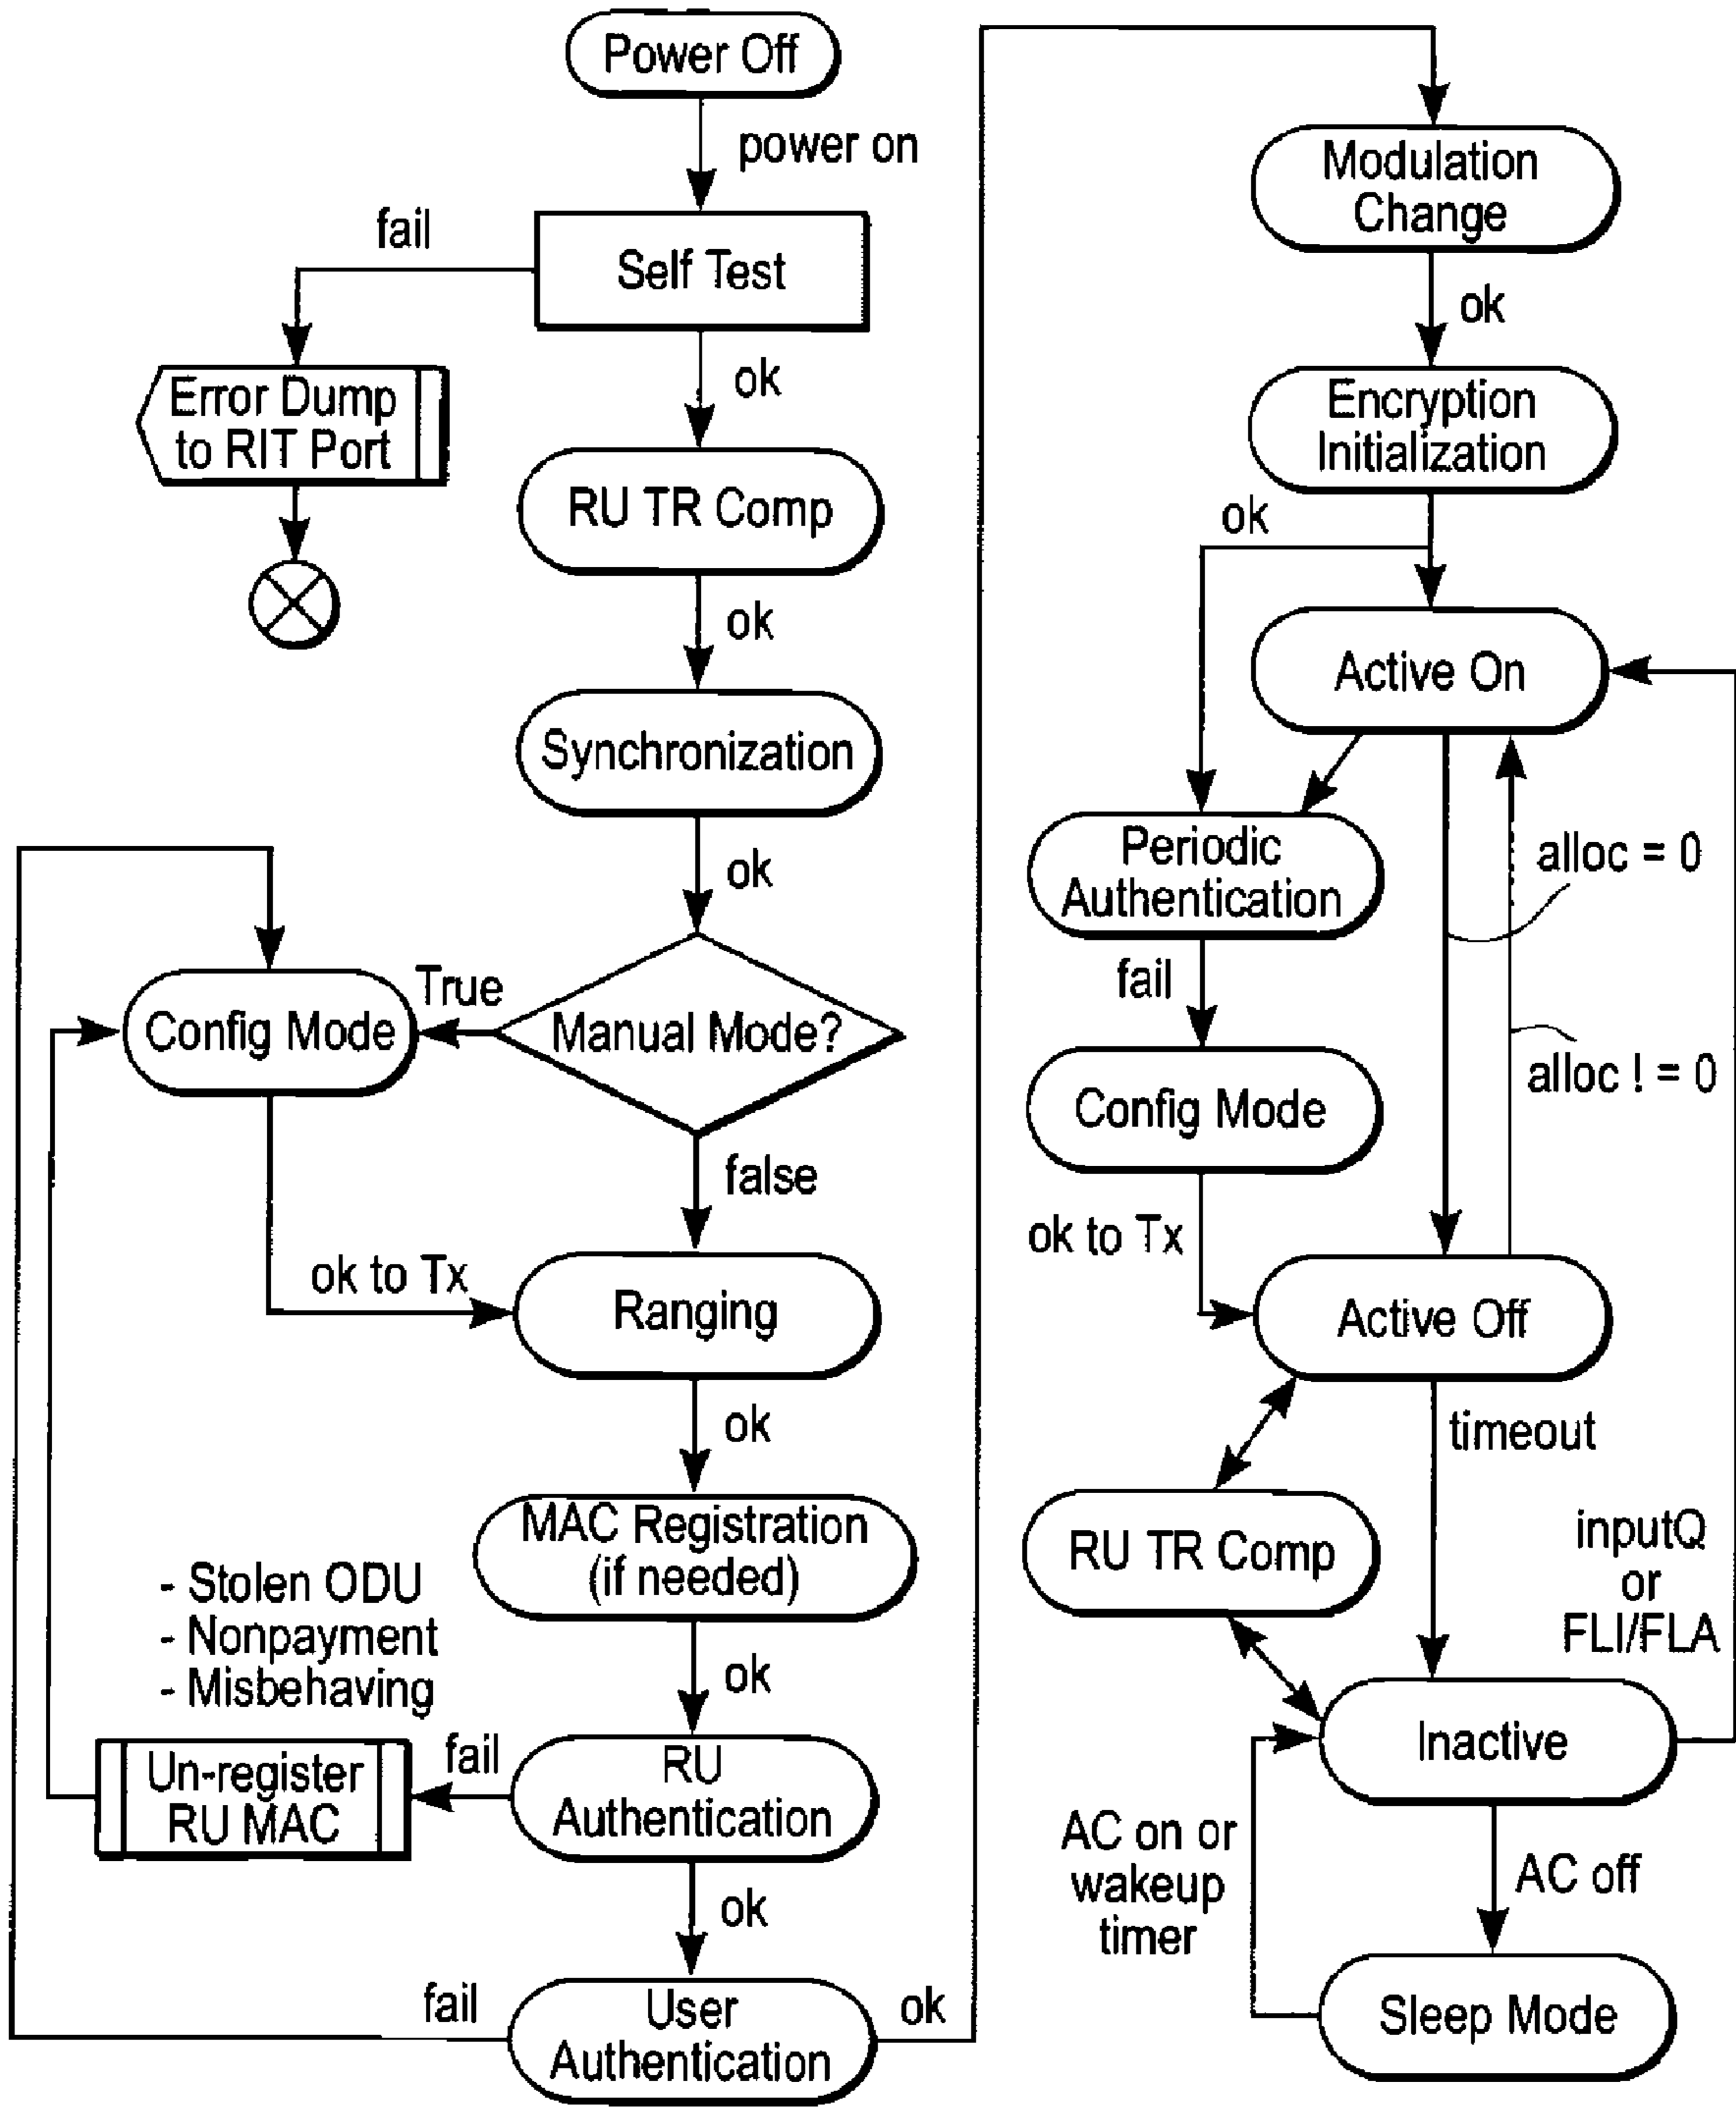 Power Off
power on
fail
Self Test
Error Dump
to RIT Port
ok
RU TR Comp
ok
Synchronization
ok
True
Config Mode
Manual Mode?
false
ok to Tx
Ranging
ok
MAC Registration
(if needed)
- Stolen ODU
- Nonpayment
- Misbehaving
ok
fail
Un-register
RU MAC
RU
Authentication
ok
fail
User
Authentication
ok
Modulation
Change
ok
Encryption
Initialization
ok
Active On
Periodic
Authentication
alloc = 0
fail
alloc ! = 0
Config Mode
ok to Tx
Active Off
timeout
RU TR Comp
inputQ
or
FLI/FLA
Inactive
AC on or
wakeup
timer
AC off
Sleep Mode